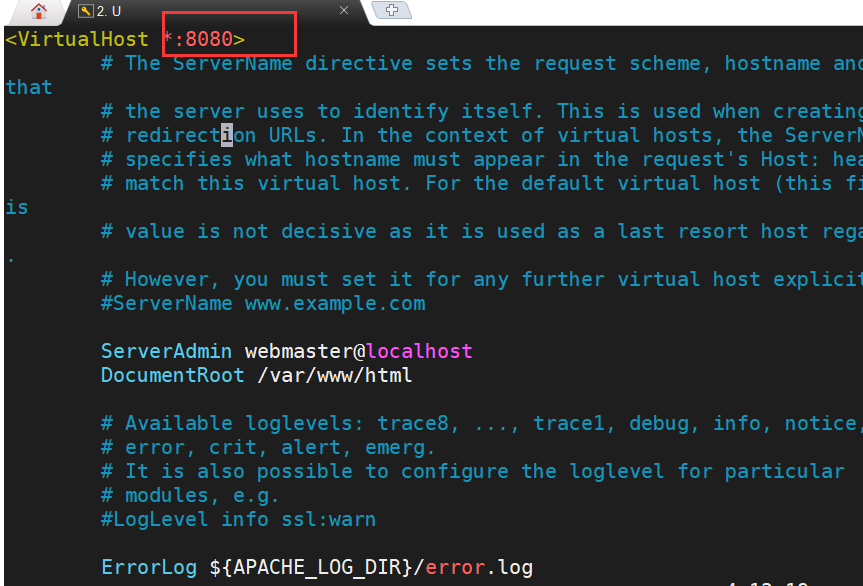 2. U
<VirtualHost *:8080>
# The ServerName directive sets the request scheme, hostname and
that
# the server uses to identify itself. This is used when creating
# redirection URLs. In the context of virtual hosts, the ServerN
# specifies what hostname must appear in the request's Host: hea
# match this virtual host. For the default virtual host (this fi
is
# value is not decisive as it is used as a last resort host rega
.
# However, you must set it for any further virtual host explicit
#ServerName www.example.com
ServerAdmin webmaster@localhost
DocumentRoot /var/www/html
# Available loglevels: trace8, ..., trace1, debug, info, notice,
# error, crit, alert, emerg.
# It is also possible to configure the loglevel for particular
# modules, e.g.
#LogLevel info ssl:warn
ErrorLog ${APACHE_LOG_DIR}/error.log